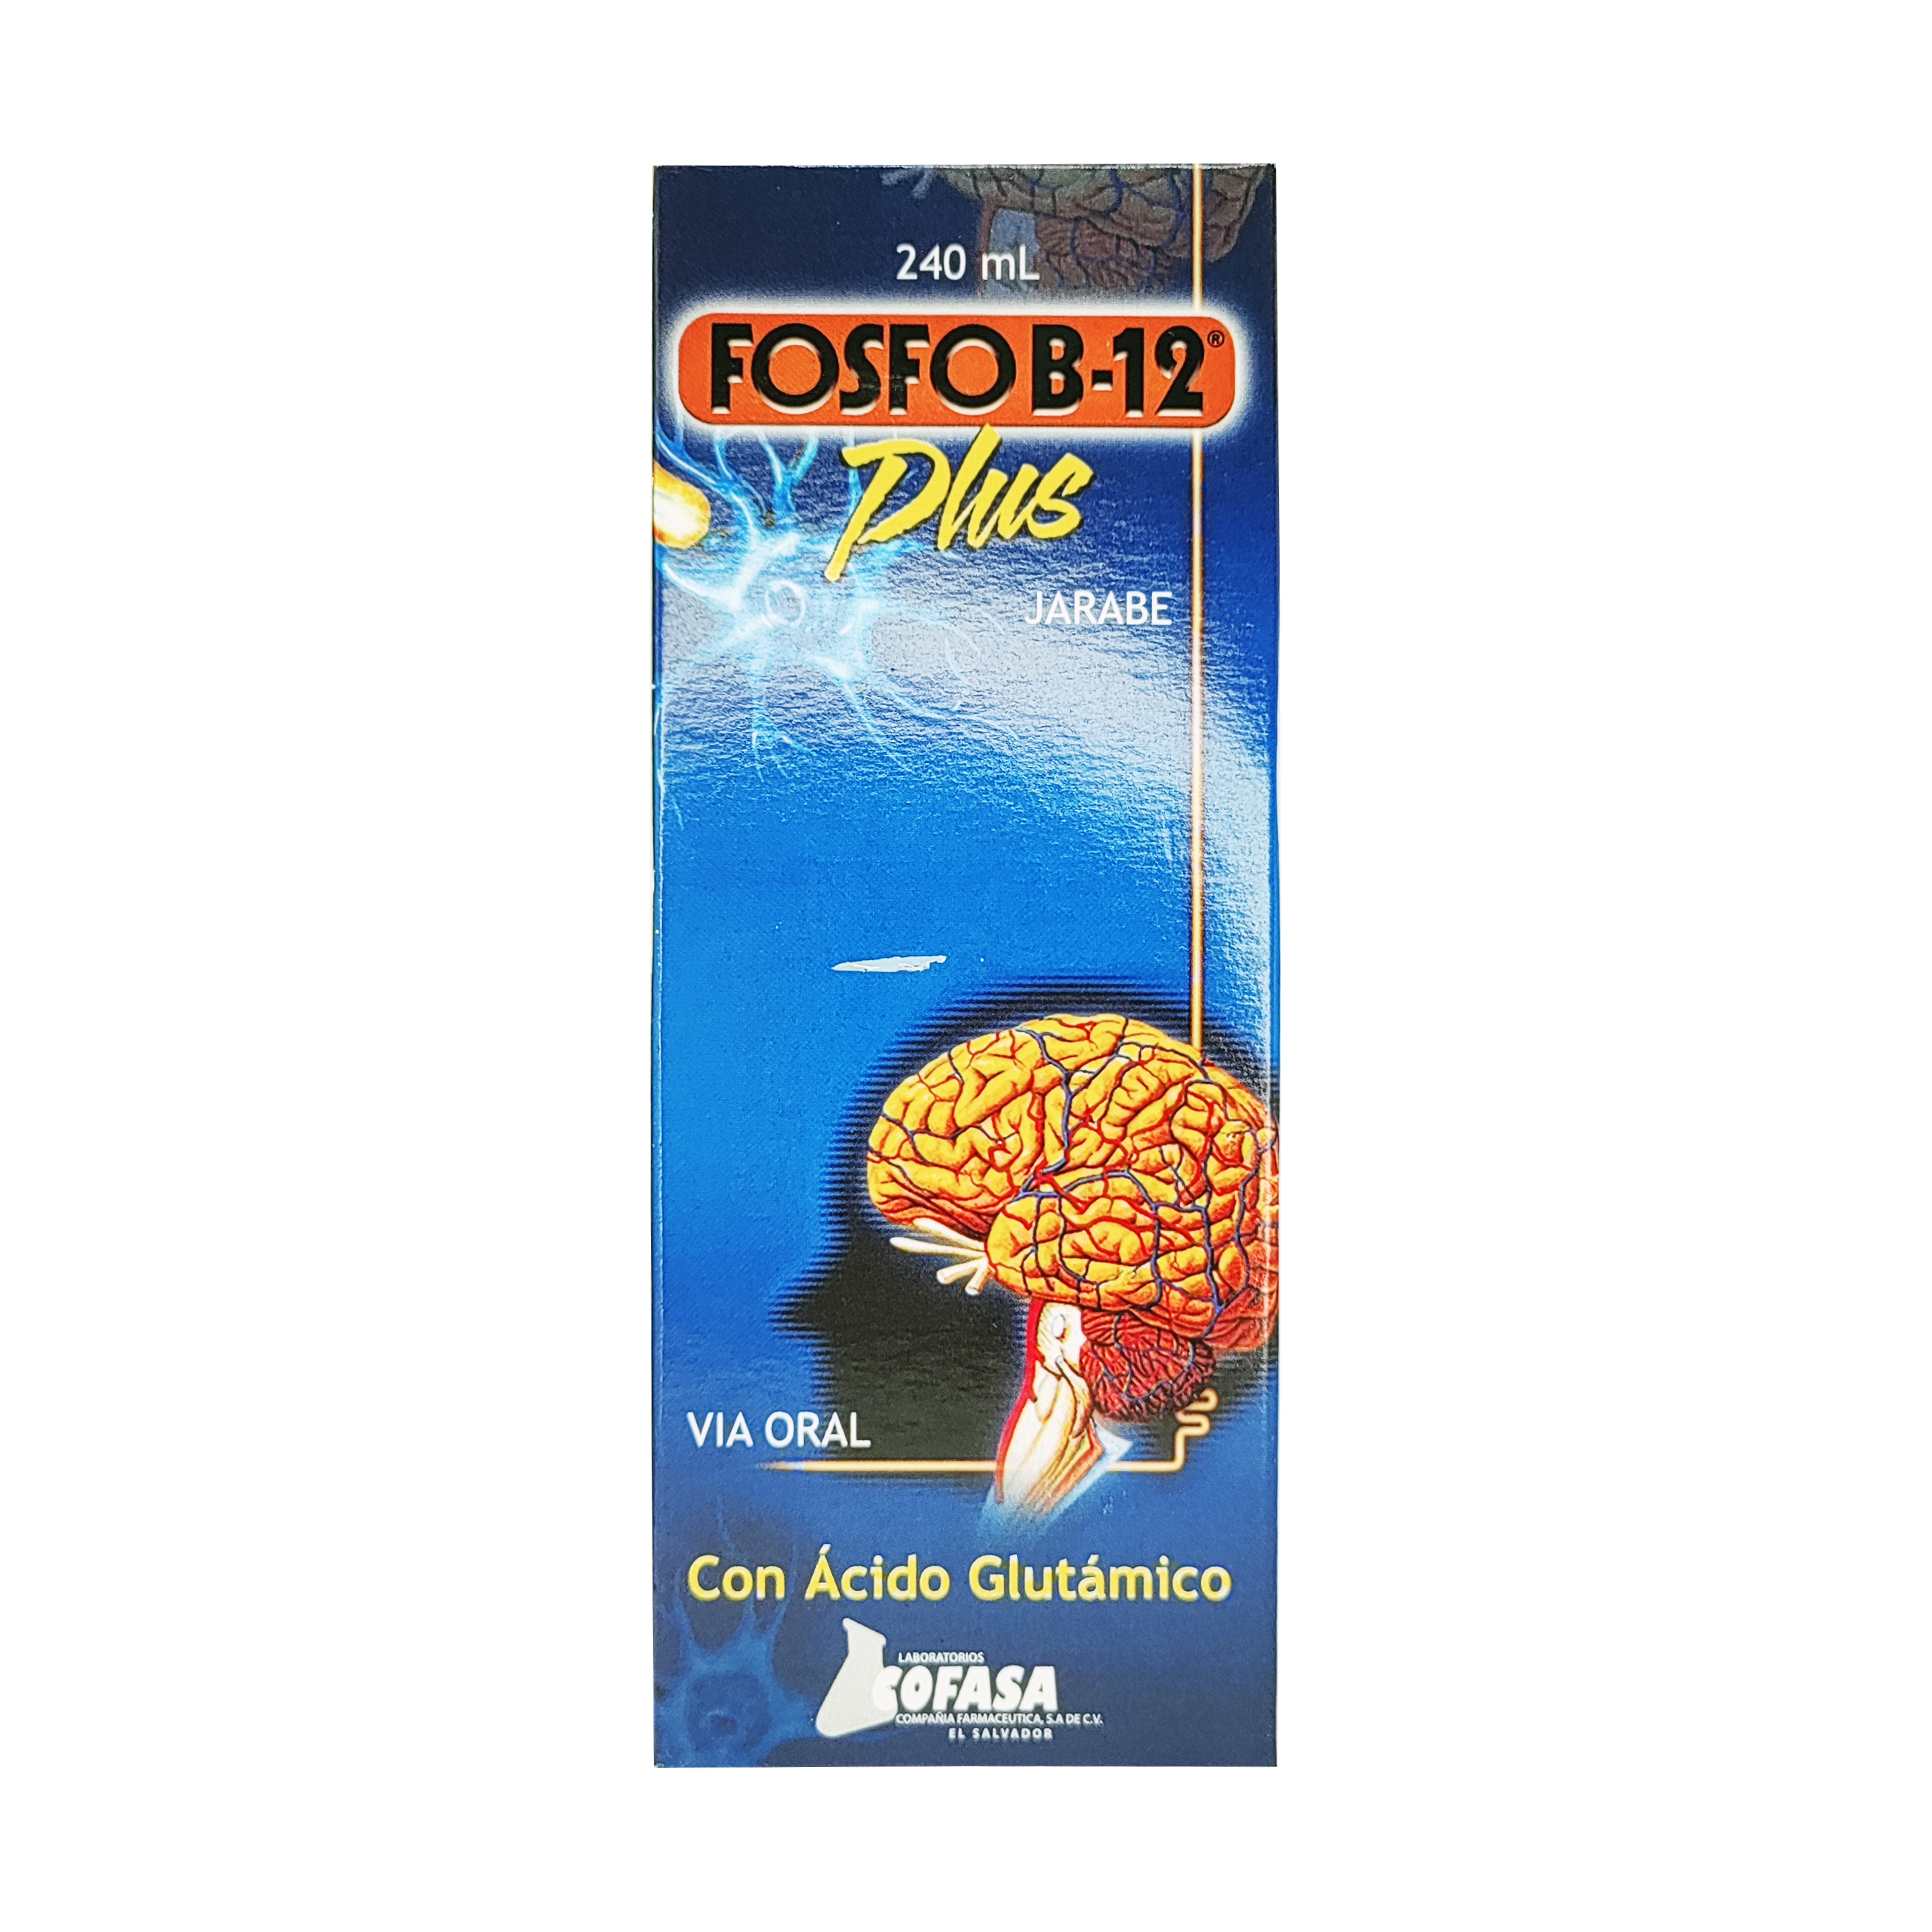 240 mL
FOSFO B-12®
Plus
JARABE
VIA ORAL
Con Ácido Glutámico
LABORATORIOS
COFASA
COMPAÑIA FARMACEUTICA, S.A DE C.V.
EL SALVADOR